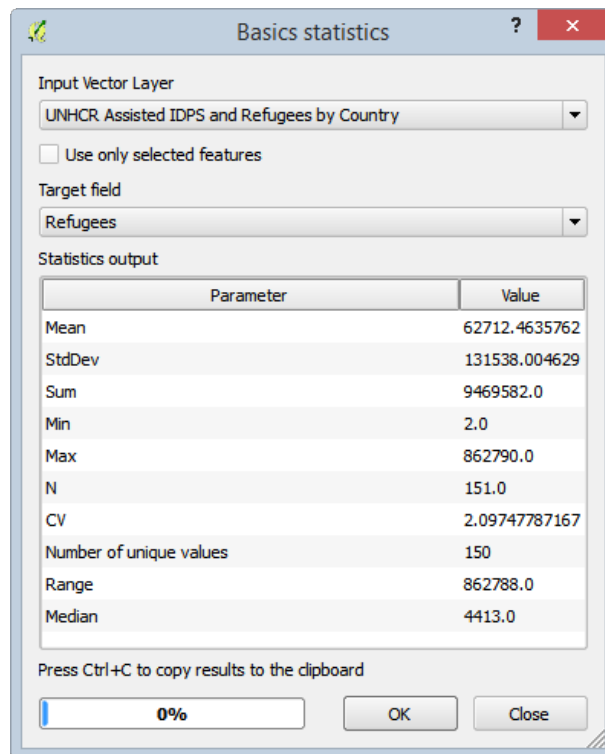 Basics statistics
?
Input Vector Layer
UNHCR Assisted IDPS and Refugees by Country
Use only selected features
Target field
Refugees
Statistics output
Parameter Value
Mean 62712.4635762
StdDev 131538.004629
Sum 9469582.0
Min 2.0
Max 862790.0
N 151.0
CV 2.09747787167
Number of unique values 150
Range 862788.0
Median 4413.0
Press Ctrl+C to copy results to the clipboard
0% OK Close